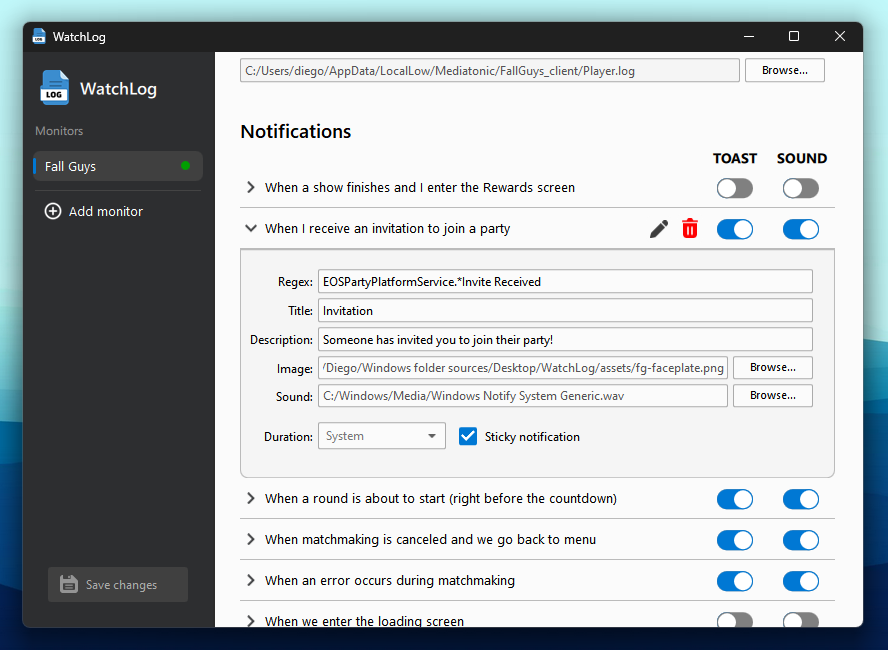 WatchLog
LOG
WatchLog
Monitors
Fall Guys
Add monitor
Save changes
C:/Users/diego/AppData/LocalLow/Mediatonic/FallGuys_client/Player.log
Browse...
Notifications
TOAST SOUND
When a show finishes and I enter the Rewards screen
When I receive an invitation to join a party
Regex: EOSPartyPlatformService.*Invite Received
Title: Invitation
Description: Someone has invited you to join their party!
Image: /Diego/Windows folder sources/Desktop/WatchLog/assets/fg-faceplate.png Browse...
Sound: C:/Windows/Media/Windows Notify System Generic.wav Browse...
Duration: System Sticky notification
When a round is about to start (right before the countdown)
When matchmaking is canceled and we go back to menu
When an error occurs during matchmaking
When we enter the loading screen